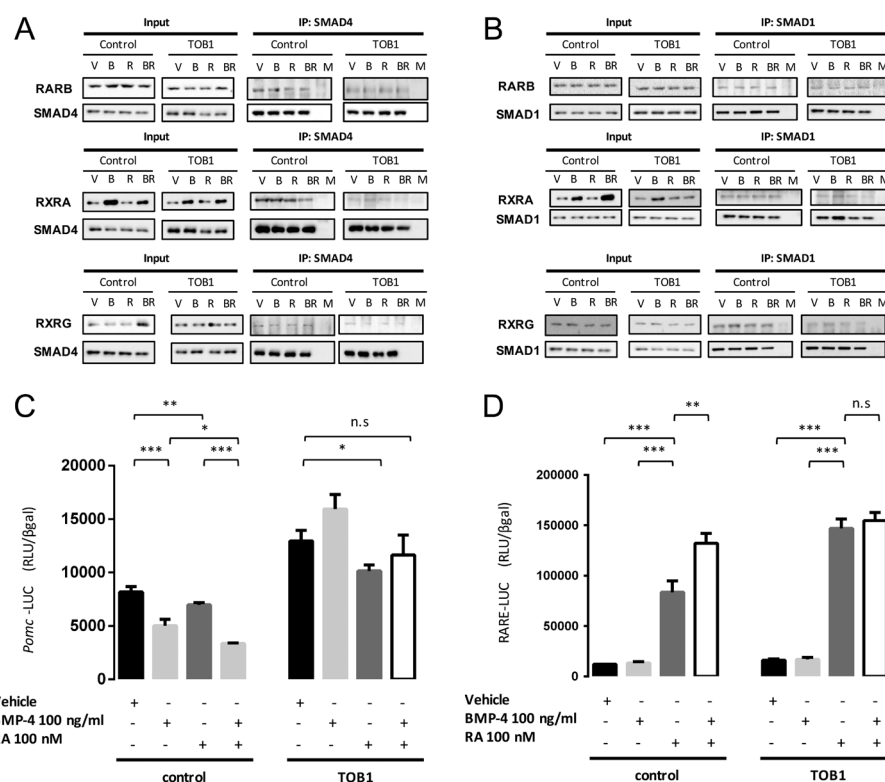 A
Input IP: SMAD4
Control TOB1 Control TOB1
V B R BR V B R BR V B R BR M V B R BR M
RARB
SMAD4
Input IP: SMAD4
Control TOB1 Control TOB1
V B R BR V B R BR V B R BR M V B R BR M
RXRA
SMAD4
Input IP: SMAD4
Control TOB1 Control TOB1
V B R BR V B R BR V B R BR M V B R BR M
RXRG
SMAD4
B
Input IP: SMAD1
Control TOB1 Control TOB1
V B R BR V B R BR V B R BR M V B R BR M
RARB
SMAD1
Input IP: SMAD1
Control TOB1 Control TOB1
V B R BR V B R BR V B R BR M V B R BR M
RXRA
SMAD1
Input IP: SMAD1
Control TOB1 Control TOB1
V B R BR V B R BR V B R BR M V B R BR M
RXRG
SMAD1
C
** n.s
* *
*** ***
Pomc -LUC (RLU/βgal)
20000
15000
10000
5000
0
ehicle + - - - + - - -
MP-4 100 ng/ml - + - + - + - +
A 100 nM - - + + - - + +
control TOB1
D
** n.s
*** ***
*** ***
RARE-LUC (RLU/βgal)
200000
150000
100000
50000
0
Vehicle + - - - + - - -
BMP-4 100 ng/ml - + - + - + - +
RA 100 nM - - + + - - + +
control TOB1